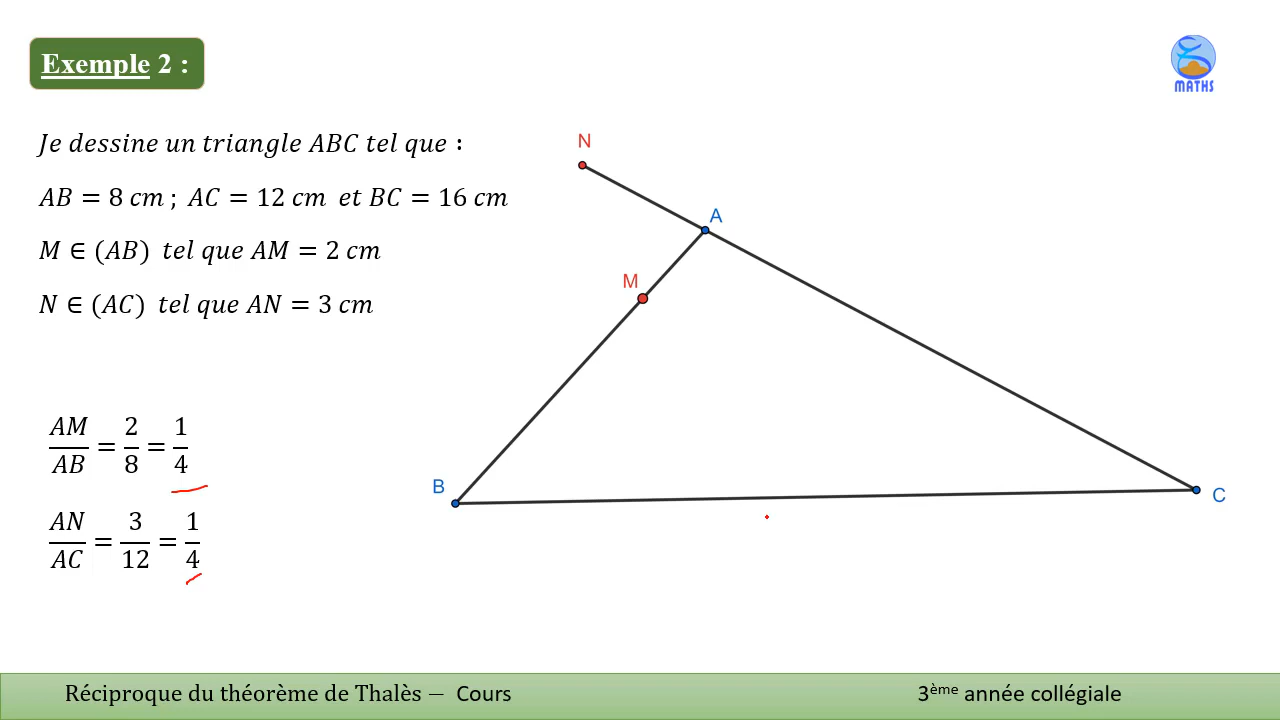 Exemple 2 :
MATHS
Je dessine un triangle ABC tel que :
AB = 8 cm ; AC = 12 cm et BC = 16 cm
M ∈ (AB) tel que AM = 2 cm
N ∈ (AC) tel que AN = 3 cm
N
A
M
B
C
AM/AB = 2/8 = 1/4
AN/AC = 3/12 = 1/4
Réciproque du théorème de Thalès − Cours
3ème année collégiale